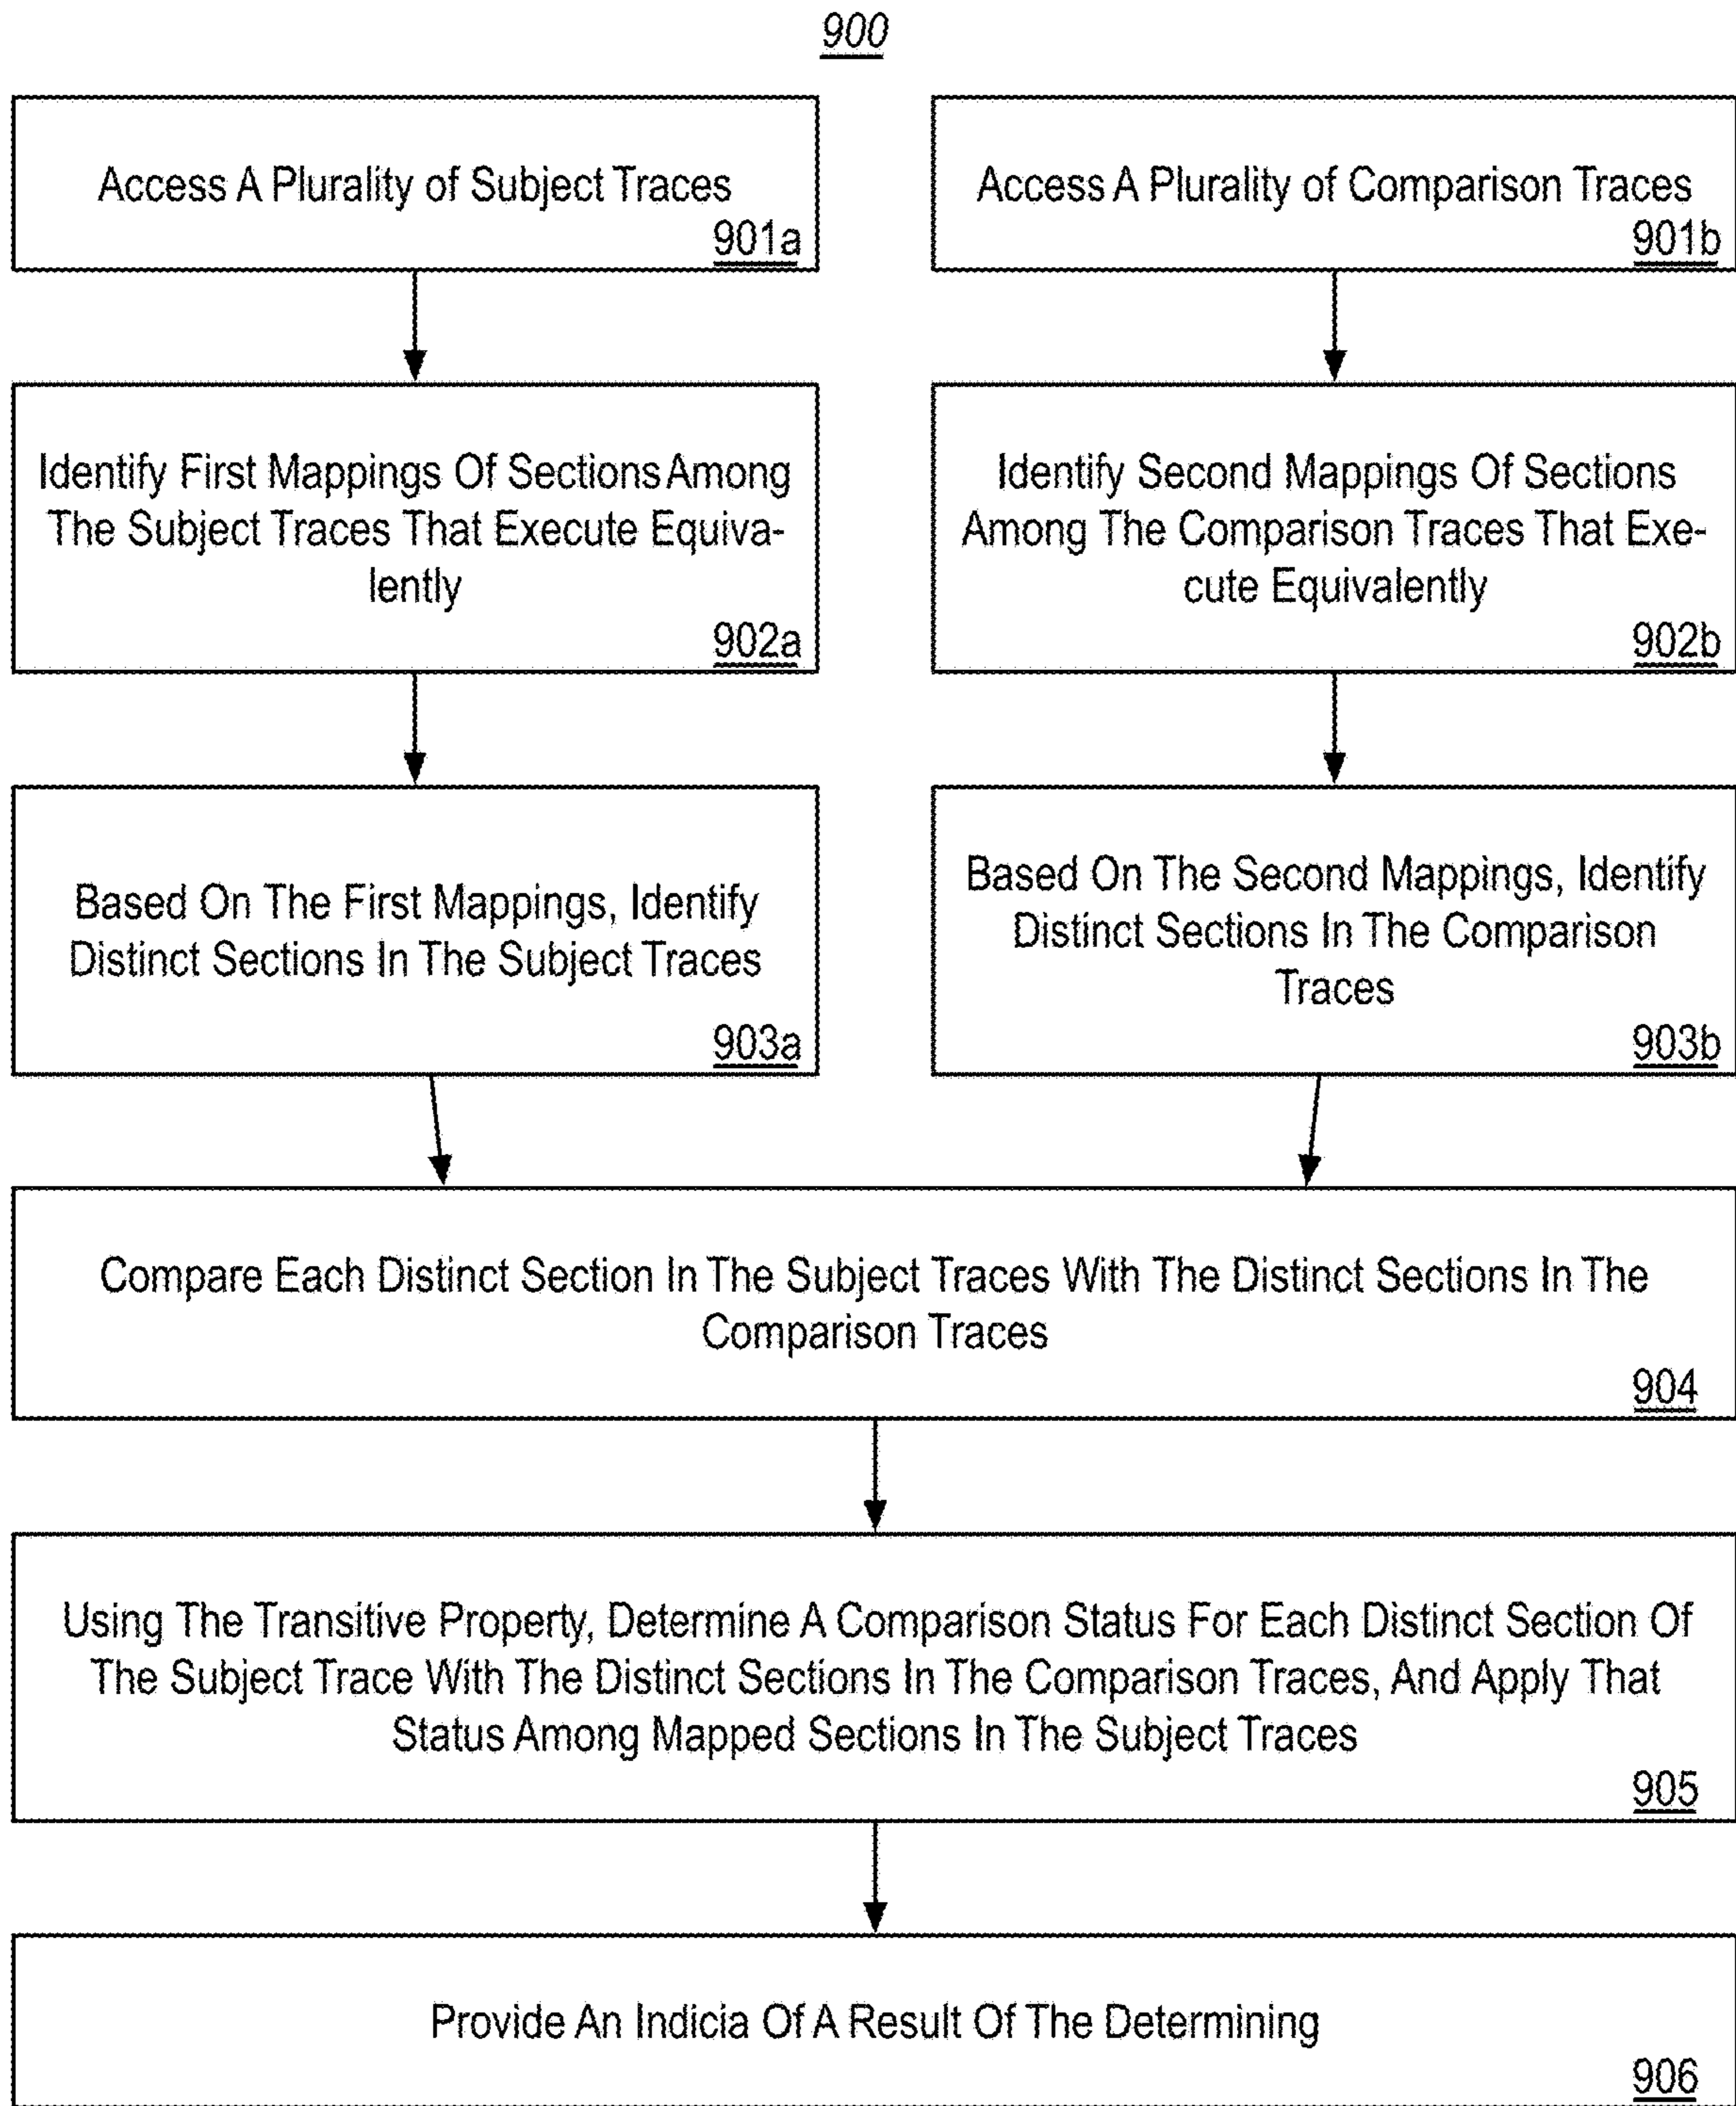 900
Access A Plurality of Subject Traces
901a
Access A Plurality of Comparison Traces
901b
Identify First Mappings Of Sections Among
The Subject Traces That Execute Equiva-
lently
902a
Identify Second Mappings Of Sections
Among The Comparison Traces That Exe-
cute Equivalently
902b
Based On The First Mappings, Identify
Distinct Sections In The Subject Traces
903a
Based On The Second Mappings, Identify
Distinct Sections In The Comparison
Traces
903b
Compare Each Distinct Section In The Subject Traces With The Distinct Sections In The
Comparison Traces
904
Using The Transitive Property, Determine A Comparison Status For Each Distinct Section Of
The Subject Trace With The Distinct Sections In The Comparison Traces, And Apply That
Status Among Mapped Sections In The Subject Traces
905
Provide An Indicia Of A Result Of The Determining
906